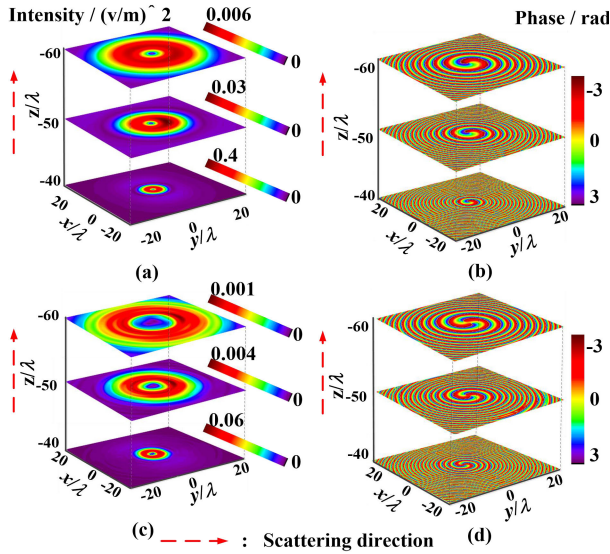 Intensity / (v/m)^ 2
0.006
Phase / rad
-60
0
-60
-3
z/λ
0.03
z/λ
-50
0
-50
0
0.4
-40
0
-40
3
20
0
-20
x/λ
-20
0
20
y/λ
20
0
-20
x/λ
-20
0
20
y/λ
(a)
(b)
0.001
-60
0
-60
-3
z/λ
0.004
z/λ
-50
0
-50
0
0.06
-40
0
-40
3
20
0
-20
x/λ
-20
0
20
y/λ
20
0
-20
x/λ
-20
0
20
y/λ
(c)
(d)
: Scattering direction